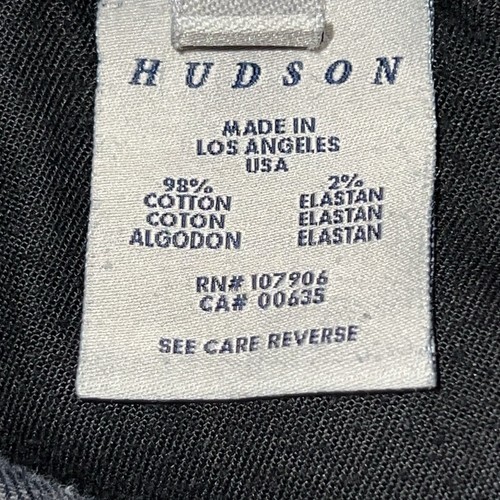 HUDSON
MADE IN
LOS ANGELES
USA
98% 2%
COTTON ELASTAN
COTON ELASTAN
ALGODON ELASTAN
RN# 107906
CA# 00635
SEE CARE REVERSE